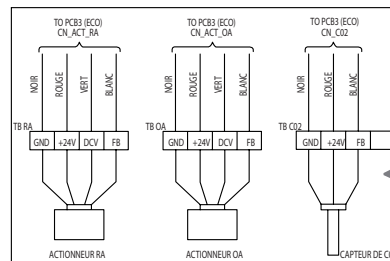 TO PCB3 (ECO)
CN_ACT_RA
NOIR
ROUGE
VERT
BLANC
TB RA
GND +24V DCV FB
ACTIONNEUR RA
TO PCB3 (ECO)
CN_ACT_OA
NOIR
ROUGE
VERT
BLANC
TB OA
GND +24V DCV FB
ACTIONNEUR OA
TO PCB3 (ECO)
CN_C02
NOIR
ROUGE
BLANC
TB C02
GND +24V FB
CAPTEUR DE